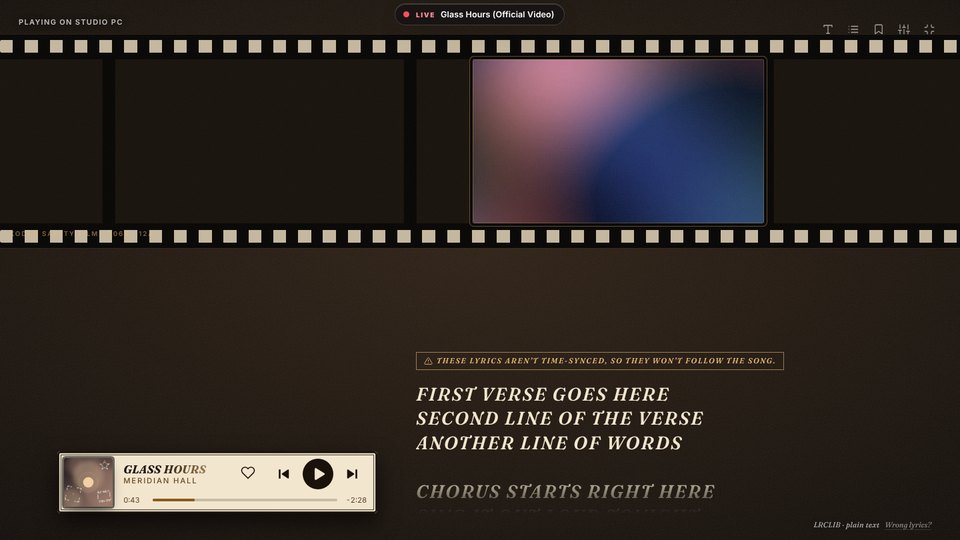 PLAYING ON STUDIO PC
LIVE Glass Hours (Official Video)
THESE LYRICS AREN'T TIME-SYNCED, SO THEY WON'T FOLLOW THE SONG.
FIRST VERSE GOES HERE
SECOND LINE OF THE VERSE
ANOTHER LINE OF WORDS
CHORUS STARTS RIGHT HERE
GLASS HOURS
MERIDIAN HALL
0:43
-2:28
LRCLIB · plain text Wrong lyrics?